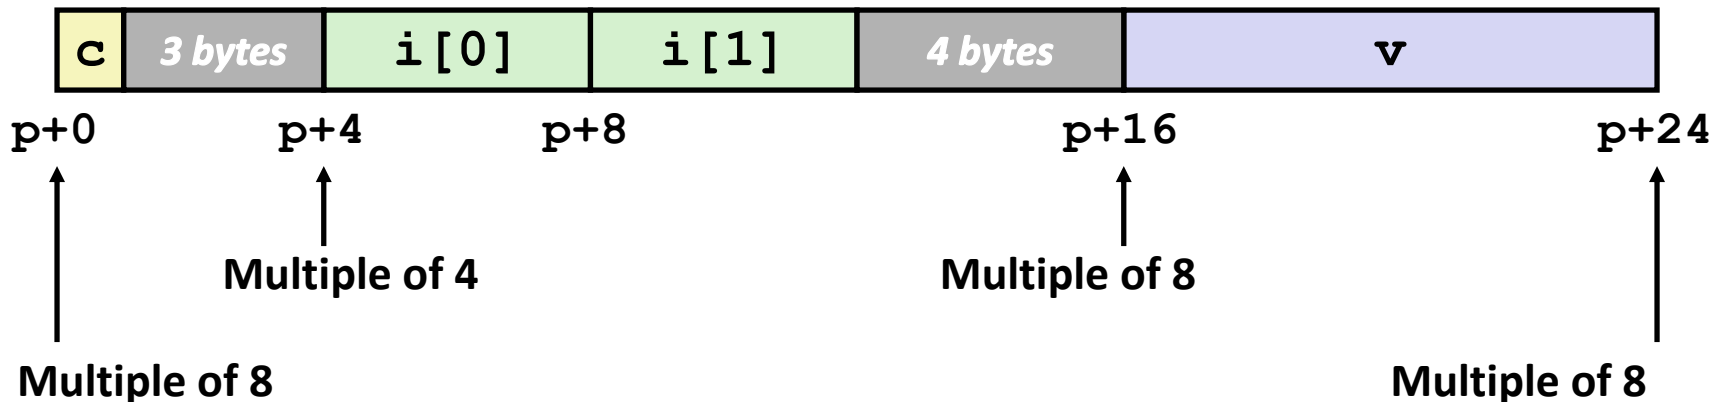 c 3 bytes i[0] i[1] 4 bytes v
p+0 p+4 p+8 p+16 p+24
Multiple of 4 Multiple of 8
Multiple of 8 Multiple of 8